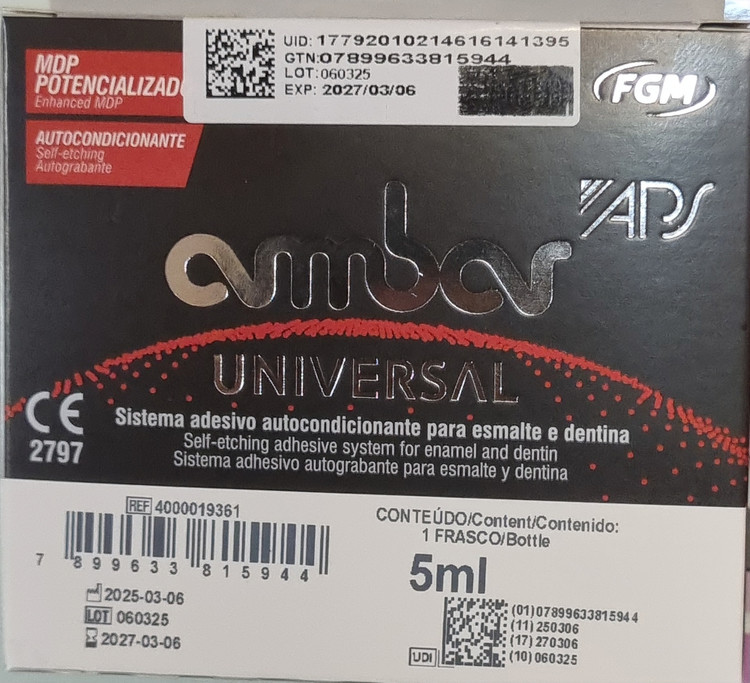 UID: 17792010214616141395
GTN:07899633815944
LOT:060325
EXP: 2027/03/06
MDP
Enhanced MDP
AUTOCONDICIONANTE
Self-etching
Autograbante
FGM
APS
ambar
UNIVERSAL
CE
2797
Sistema adesivo autocondicionante para esmalte e dentina
Self-etching adhesive system for enamel and dentin
Sistema adhesivo autograbante para esmalte y dentina
REF 4000019361
7 899633 815944
2025-03-06
LOT 060325
2027-03-06
CONTEÚDO/Content/Contenido:
1 FRASCO/Bottle
5ml
UDI
(01)07899633815944
(11) 250306
(17) 270306
(10) 060325